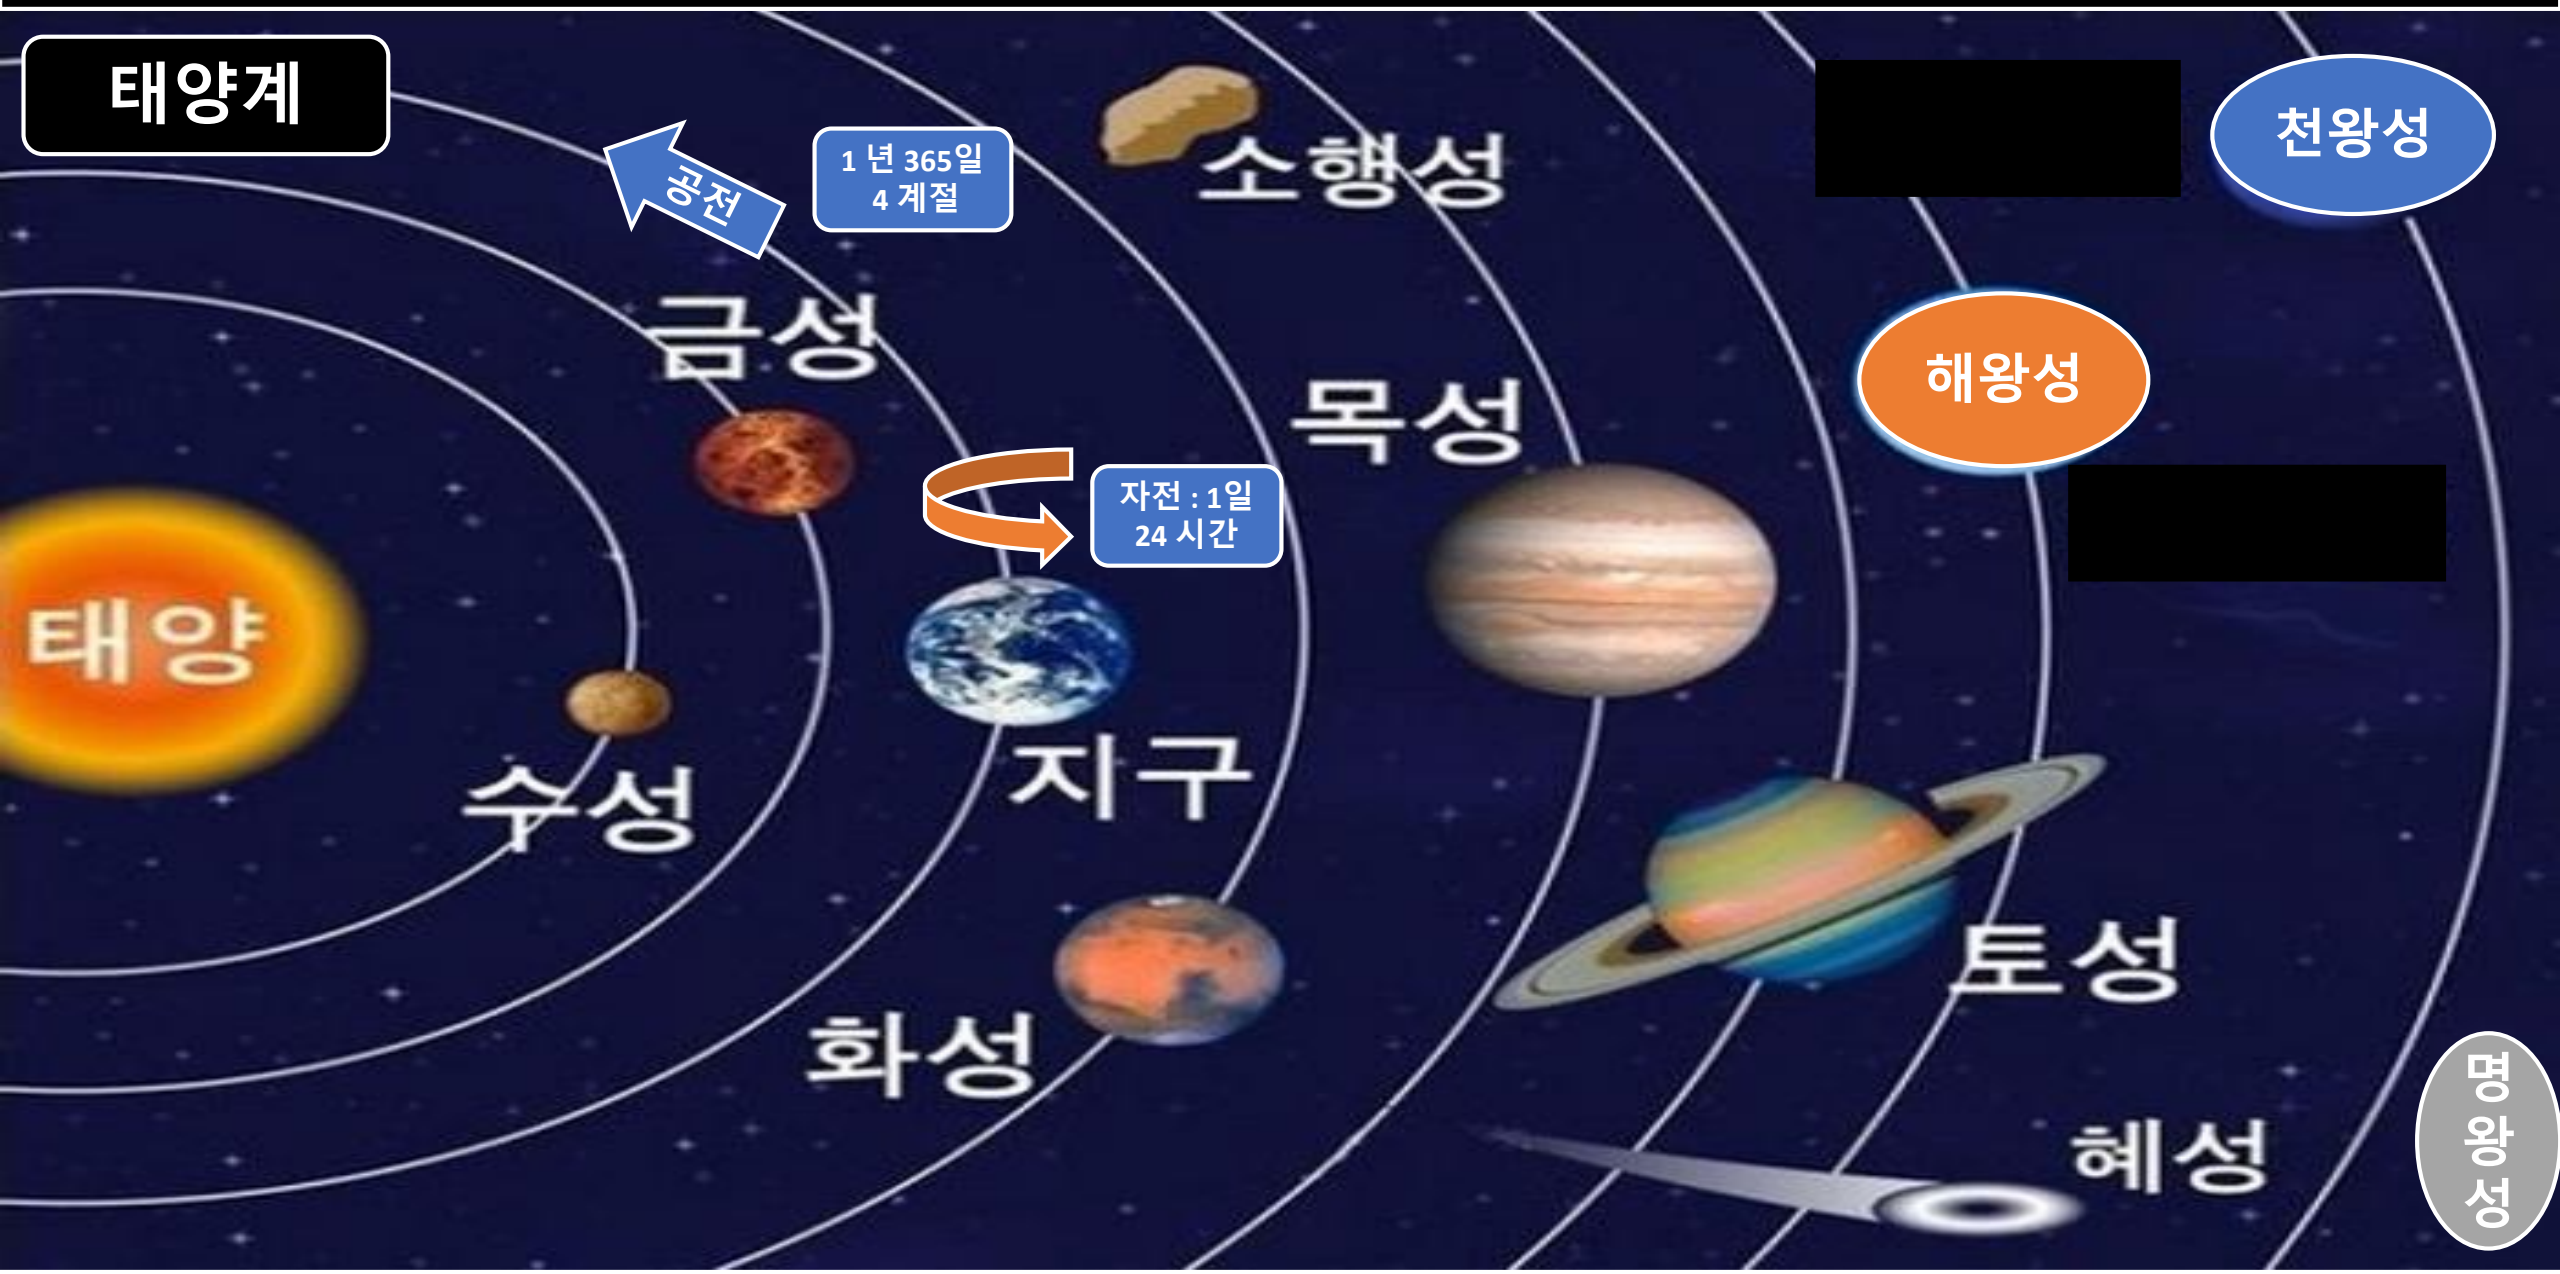 태양계
천왕성
1 년 365일
4 계절
소행성
공전
금성
해왕성
목성
자전 : 1일
24 시간
태양
지구
수성
토성
화성
명
왕
성
혜성